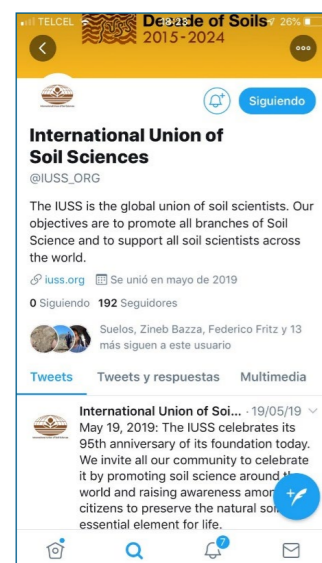 TELCEL 18:23 26%
Decade of Soils
2015-2024
Siguiendo
International Union of
Soil Sciences
@IUSS_ORG
The IUSS is the global union of soil scientists. Our
objectives are to promote all branches of Soil
Science and to support all soil scientists across
the world.
iuss.org Se unió en mayo de 2019
0 Siguiendo 192 Seguidores
Suelos, Zineb Bazza, Federico Fritz y 13
más siguen a este usuario
Tweets Tweets y respuestas Multimedia
International Union of Soi... · 19/05/19
May 19, 2019: The IUSS celebrates its
95th anniversary of its foundation today.
We invite all our community to celebrate
it by promoting soil science around
world and raising awareness
citizens to preserve the natural
essential element for life.
7